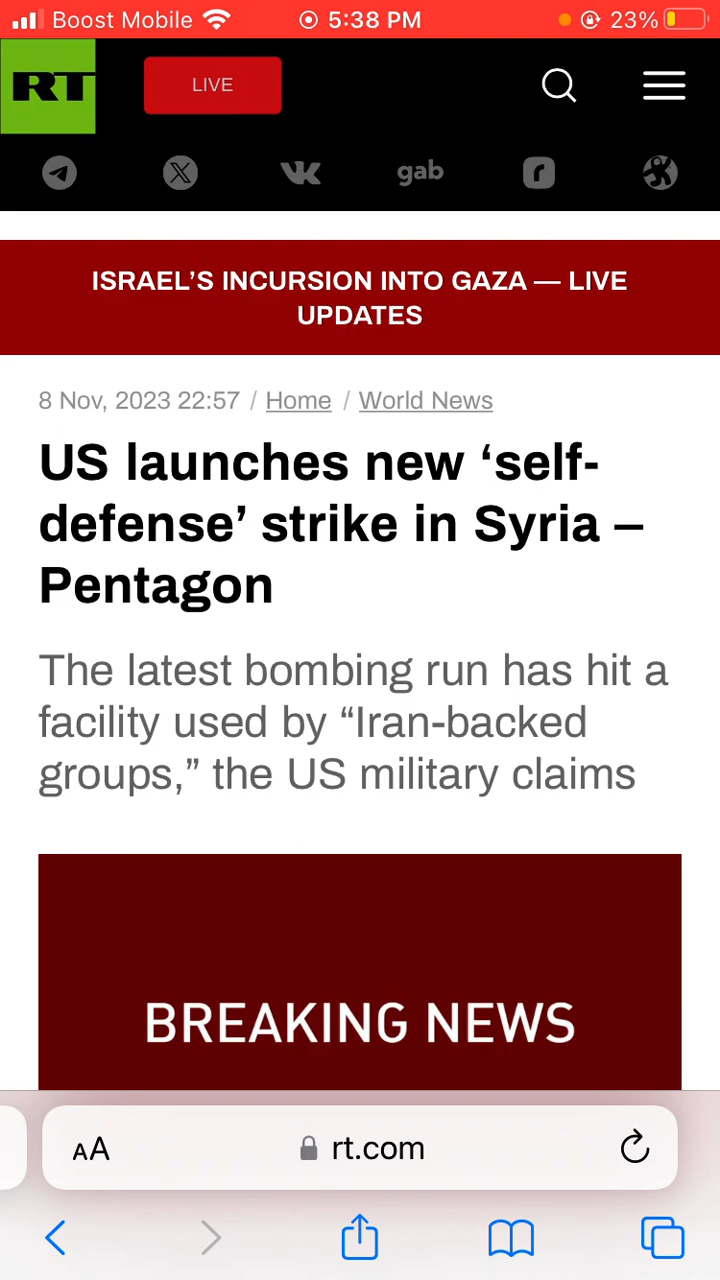 Boost Mobile 5:38 PM 23%
RT LIVE
gab
ISRAEL’S INCURSION INTO GAZA — LIVE
UPDATES
8 Nov, 2023 22:57 / Home / World News
US launches new ‘self-
defense’ strike in Syria –
Pentagon
The latest bombing run has hit a
facility used by “Iran-backed
groups,” the US military claims
BREAKING NEWS
AA rt.com